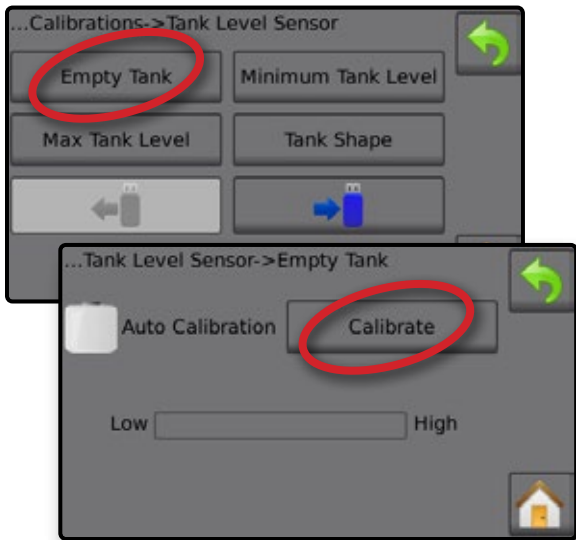 ...Calibrations->Tank Level Sensor
Empty Tank Minimum Tank Level
Max Tank Level Tank Shape
...Tank Level Sensor->Empty Tank
Auto Calibration Calibrate
Low High